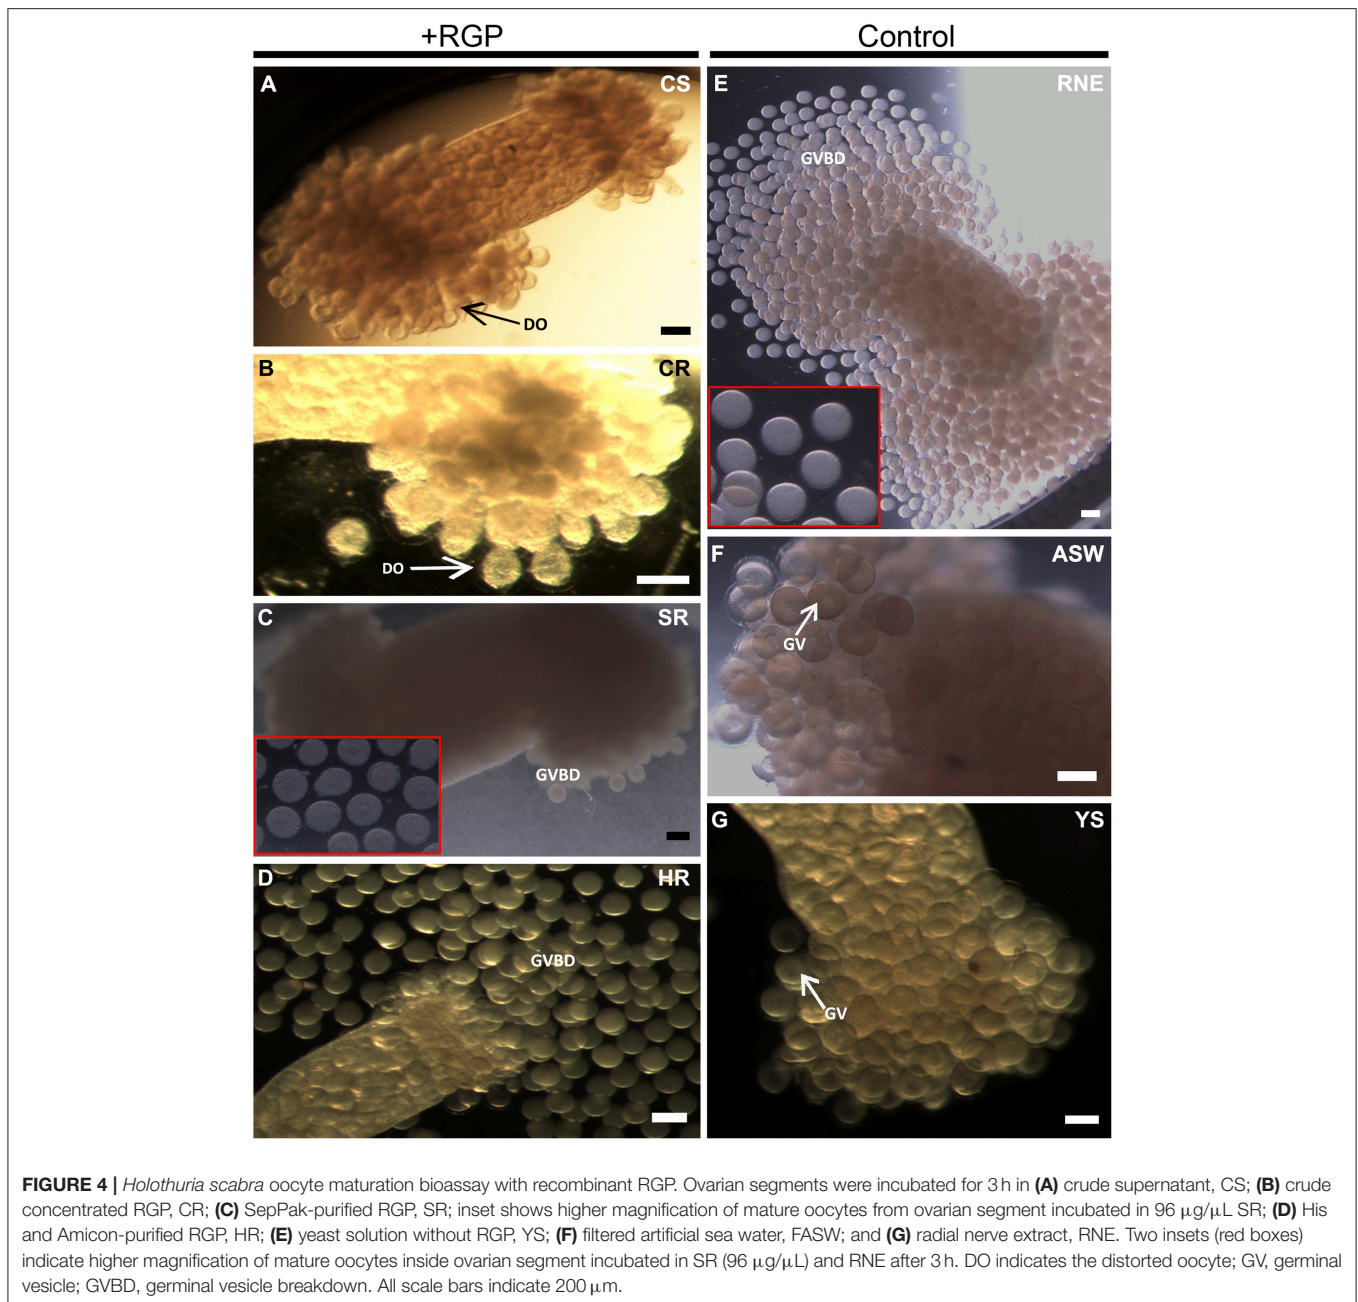 +RGP
Control
A
CS
DO
B
CR
DO
C
SR
GVBD
D
HR
GVBD
E
RNE
GVBD
F
ASW
GV
G
YS
GV
FIGURE 4 | Holothuria scabra oocyte maturation bioassay with recombinant RGP. Ovarian segments were incubated for 3 h in (A) crude supernatant, CS; (B) crude
concentrated RGP, CR; (C) SepPak-purified RGP, SR; inset shows higher magnification of mature oocytes from ovarian segment incubated in 96 μg/μL SR; (D) His
and Amicon-purified RGP, HR; (E) yeast solution without RGP, YS; (F) filtered artificial sea water, FASW; and (G) radial nerve extract, RNE. Two insets (red boxes)
indicate higher magnification of mature oocytes inside ovarian segment incubated in SR (96 μg/μL) and RNE after 3 h. DO indicates the distorted oocyte; GV, germinal
vesicle; GVBD, germinal vesicle breakdown. All scale bars indicate 200 μm.